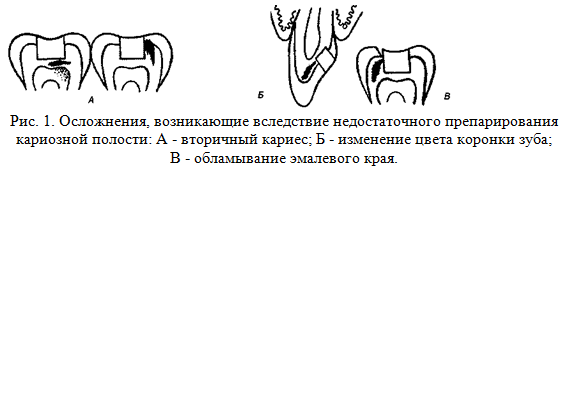 А
Б
В
Рис. 1. Осложнения, возникающие вследствие недостаточного препарирования
кариозной полости: А - вторичный кариес; Б - изменение цвета коронки зуба;
В - обламывание эмалевого края.